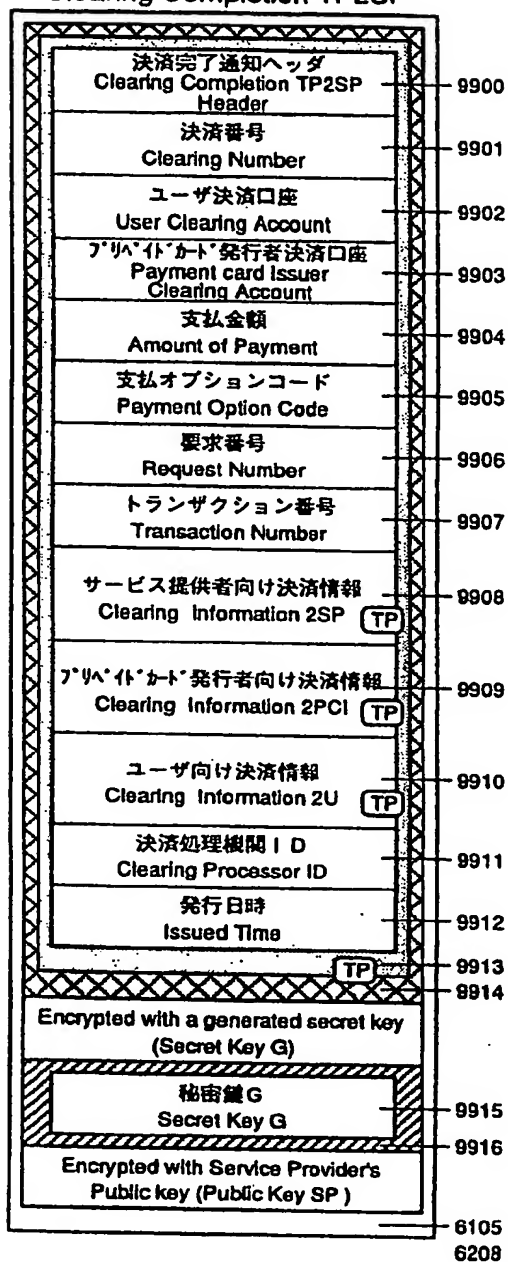 Clearing Completion TP2SP
決済完了通知ヘッダ
Clearing Completion TP2SP
Header
9900
決済番号
Clearing Number
9901
ユーザ決済口座
User Clearing Account
9902
プリペイドカード発行者決済口座
Payment card Issuer
Clearing Account
9903
支払金額
Amount of Payment
9904
支払オプションコード
Payment Option Code
9905
要求番号
Request Number
9906
トランザクション番号
Transaction Number
9907
サービス提供者向け決済情報
Clearing Information 2SP
TP
9908
プリペイドカード発行者向け決済情報
Clearing Information 2PCI
TP
9909
ユーザ向け決済情報
Clearing Information 2U
TP
9910
決済処理機関ID
Clearing Processor ID
9911
発行日時
Issued Time
9912
TP
9913
9914
Encrypted with a generated secret key
(Secret Key G)
秘密鍵G
Secret Key G
9915
9916
Encrypted with Service Provider's
Public key (Public Key SP )
6105
6208